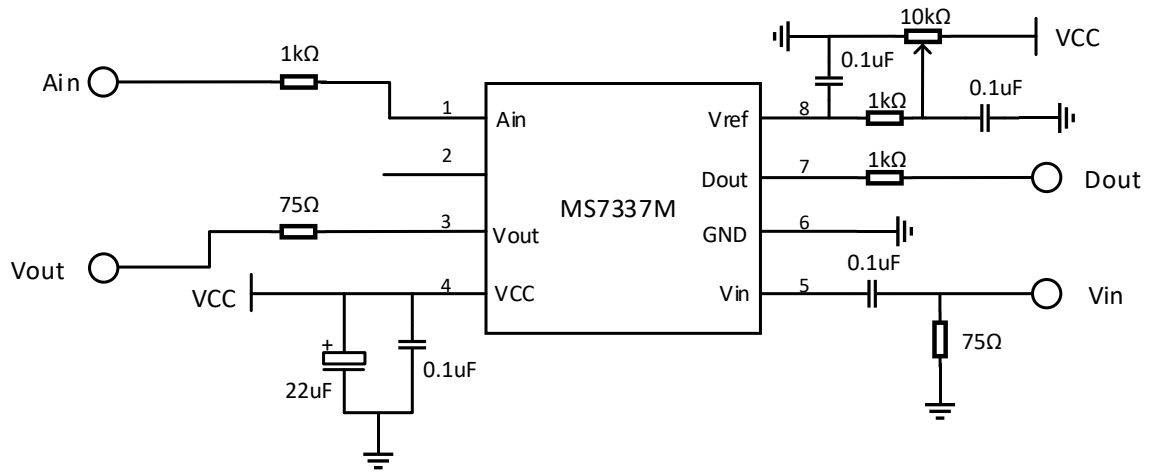 10kΩ
VCC
1kΩ
0.1uF
0.1uF
Ain
1
Ain
Vref
8
1kΩ
2
7
1kΩ
Dout
Dout
75Ω
MS7337M
3
Vout
GND
6
Vout
0.1uF
VCC
4
VCC
Vin
5
Vin
+
22uF
0.1uF
75Ω